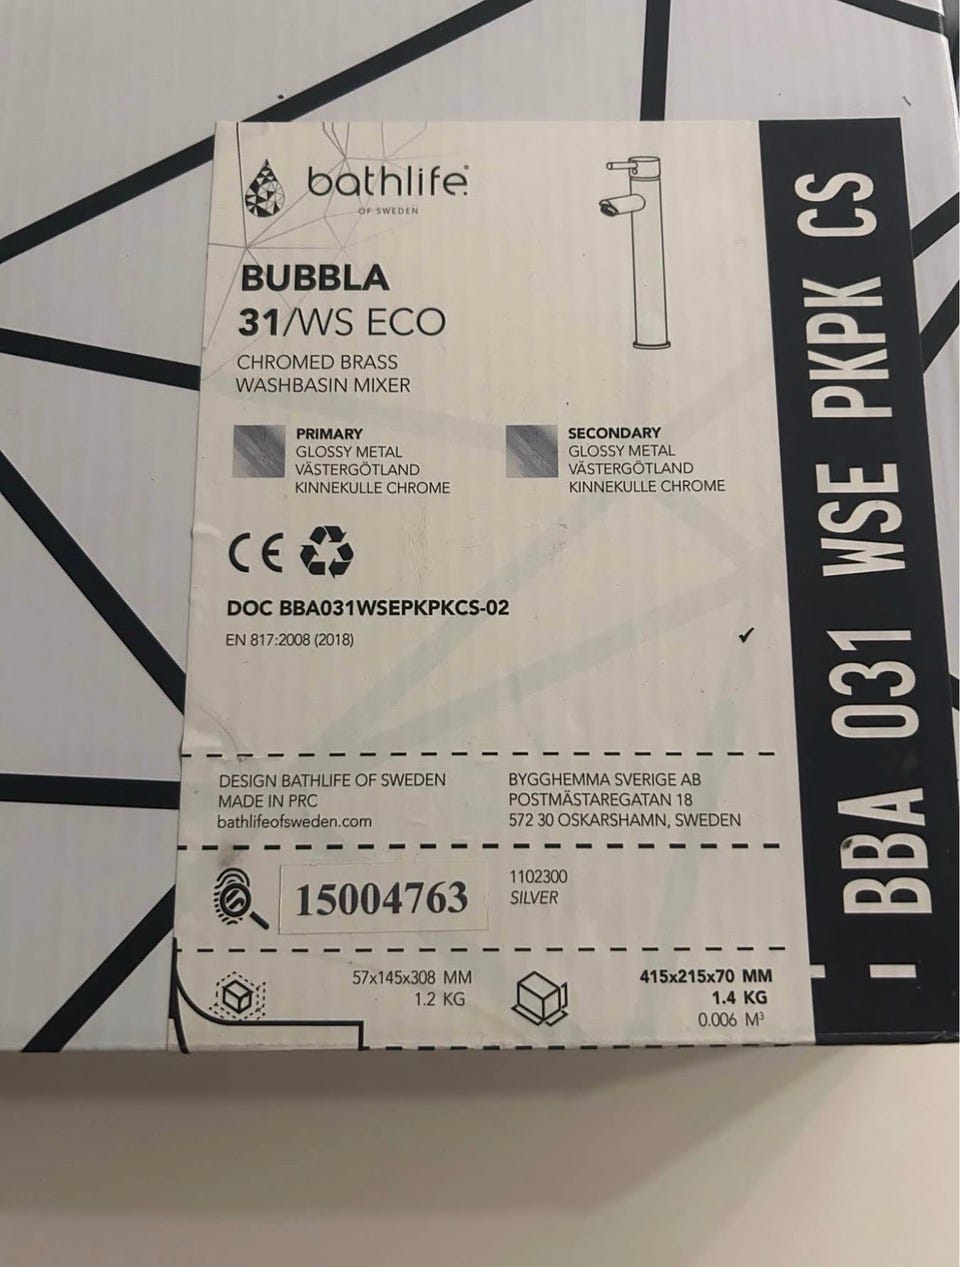 bathlife
OF SWEDEN
BUBBLA
31/WS ECO
CHROMED BRASS
WASHBASIN MIXER
PRIMARY
GLOSSY METAL
VÄSTERGÖTLAND
KINNEKULLE CHROME
SECONDARY
GLOSSY METAL
VÄSTERGÖTLAND
KINNEKULLE CHROME
CE
DOC BBA031WSEPKPKCS-02
EN 817:2008 (2018)
✓
DESIGN BATHLIFE OF SWEDEN
MADE IN PRC
bathlifeofsweden.com
BYGGHEMMA SVERIGE AB
POSTMÄSTAREGATAN 18
572 30 OSKARSHAMN, SWEDEN
15004763
1102300
SILVER
57x145x308 MM
1.2 KG
415x215x70 MM
1.4 KG
0.006 M³
BBA 031 WSE PKPK CS